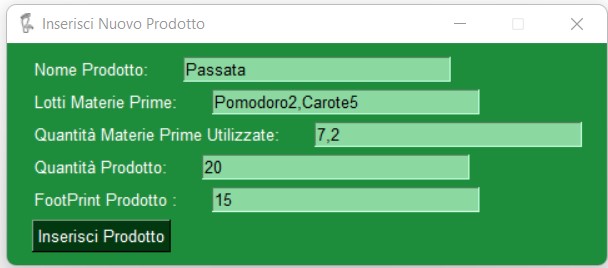 Inserisci Nuovo Prodotto
Nome Prodotto: Passata
Lotti Materie Prime: Pomodoro2,Carote5
Quantità Materie Prime Utilizzate: 7,2
Quantità Prodotto: 20
FootPrint Prodotto : 15
Inserisci Prodotto